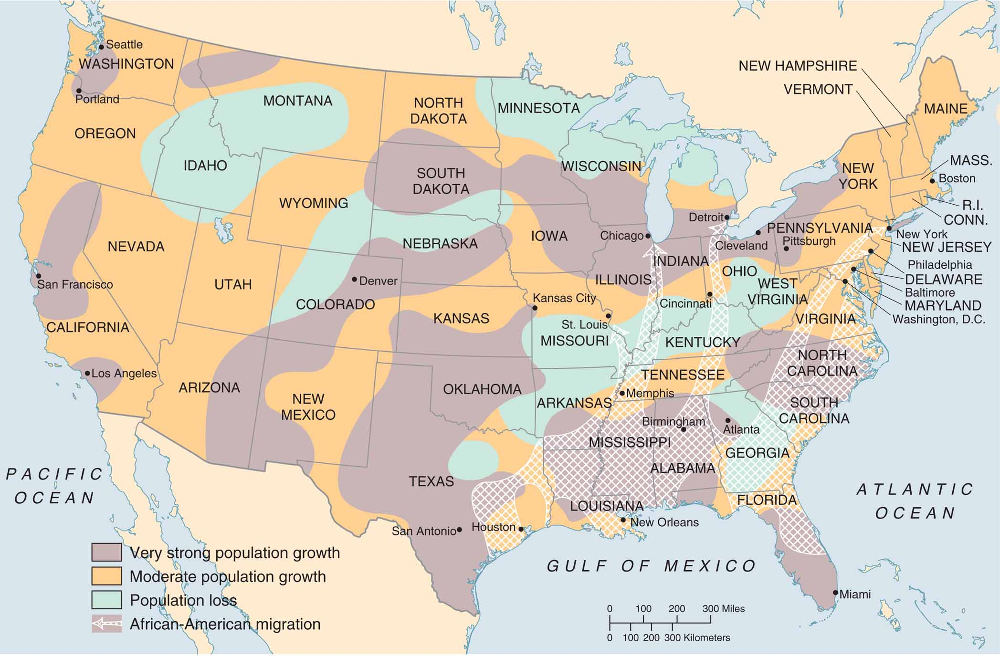 Seattle
WASHINGTON
Portland
OREGON
MONTANA
IDAHO
NORTH
DAKOTA
MINNESOTA
SOUTH
DAKOTA
WISCONSIN
WYOMING
NEVADA
UTAH
San Francisco
CALIFORNIA
Los Angeles
ARIZONA
NEW
MEXICO
Denver
COLORADO
NEBRASKA
KANSAS
OKLAHOMA
TEXAS
San Antonio
Houston
IOWA
Kansas City
St. Louis
MISSOURI
ARKANSAS
Chicago
Detroit
INDIANA
ILLINOIS
Cleveland
OHIO
Cincinnati
WEST
VIRGINIA
KENTUCKY
TENNESSEE
Memphis
Birmingham
MISSISSIPPI
ALABAMA
LOUISIANA
New Orleans
Atlanta
GEORGIA
FLORIDA
Miami
NORTH
CAROLINA
SOUTH
CAROLINA
VIRGINIA
PENNSYLVANIA
Pittsburgh
NEW
YORK
NEW HAMPSHIRE
VERMONT
MAINE
MASS.
Boston
R.I.
CONN.
New York
NEW JERSEY
Philadelphia
DELAWARE
Baltimore
MARYLAND
Washington, D.C.
PACIFIC
OCEAN
ATLANTIC
OCEAN
GULF OF MEXICO
Very strong population growth
Moderate population growth
Population loss
African-American migration
0 100 200 300 Miles
0 100 200 300 Kilometers